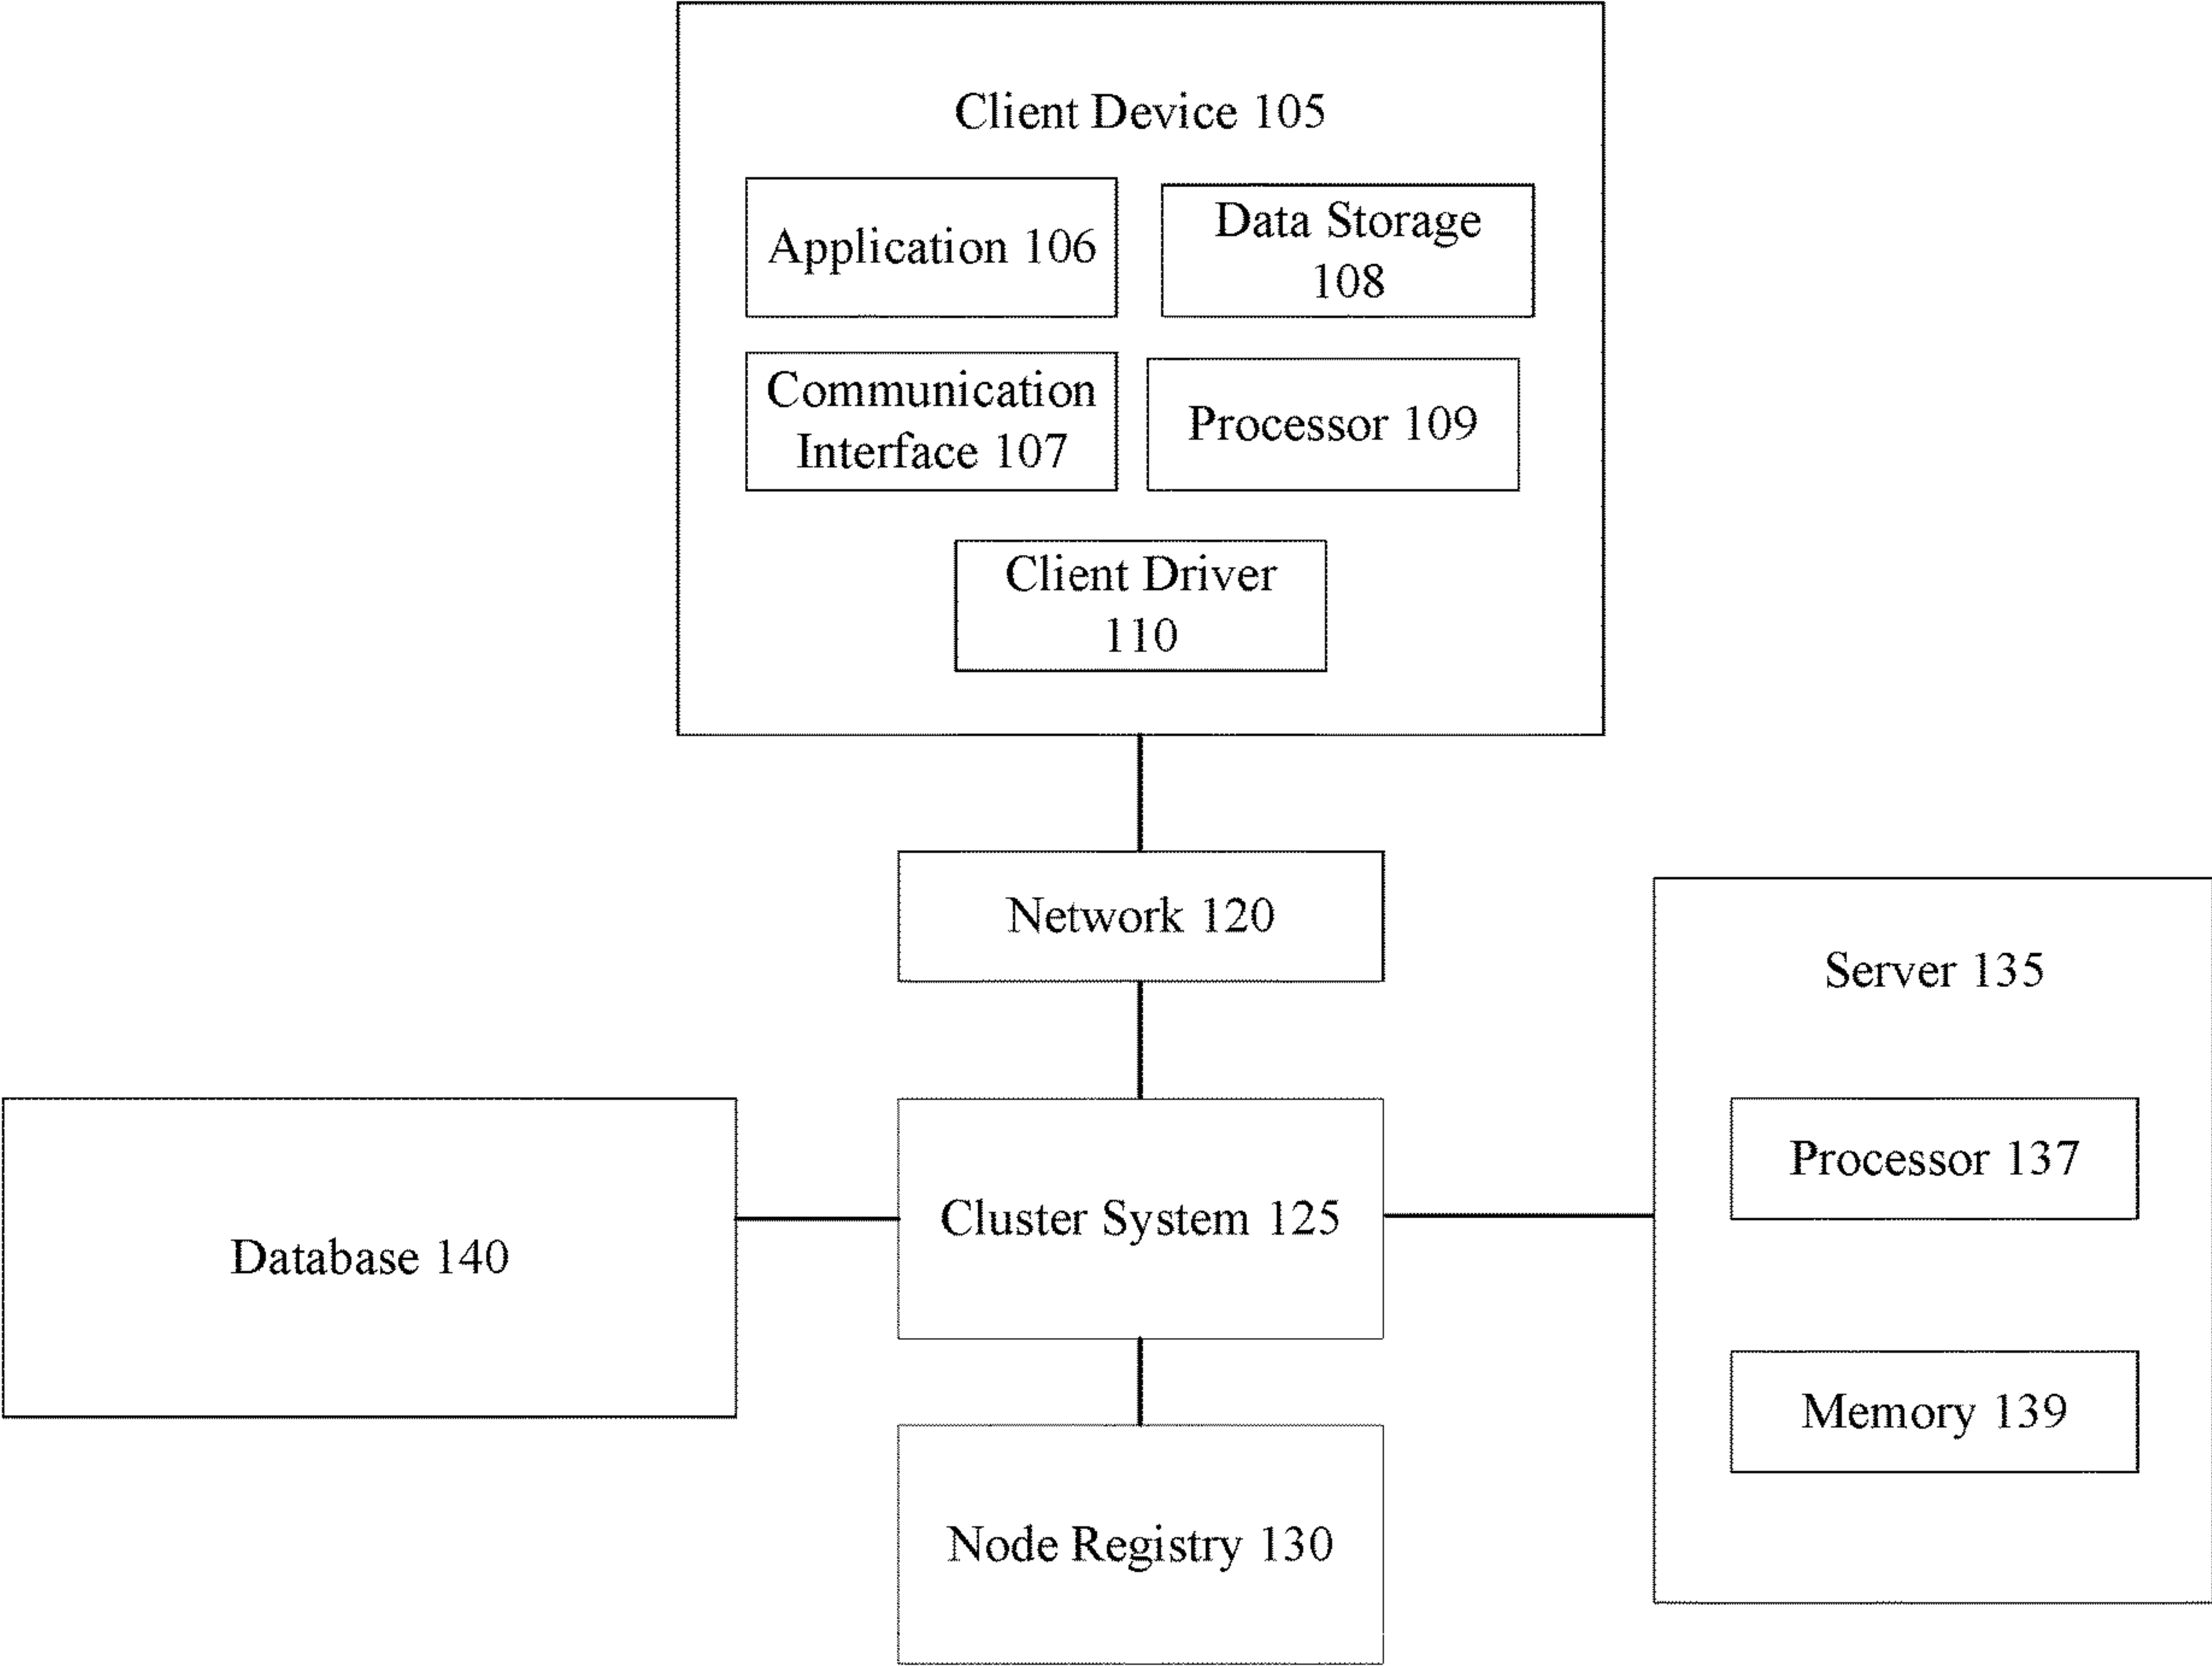 Client Device 105
Application 106
Data Storage
108
Communication
Interface 107
Processor 109
Client Driver
110
Network 120
Server 135
Processor 137
Memory 139
Database 140
Cluster System 125
Node Registry 130